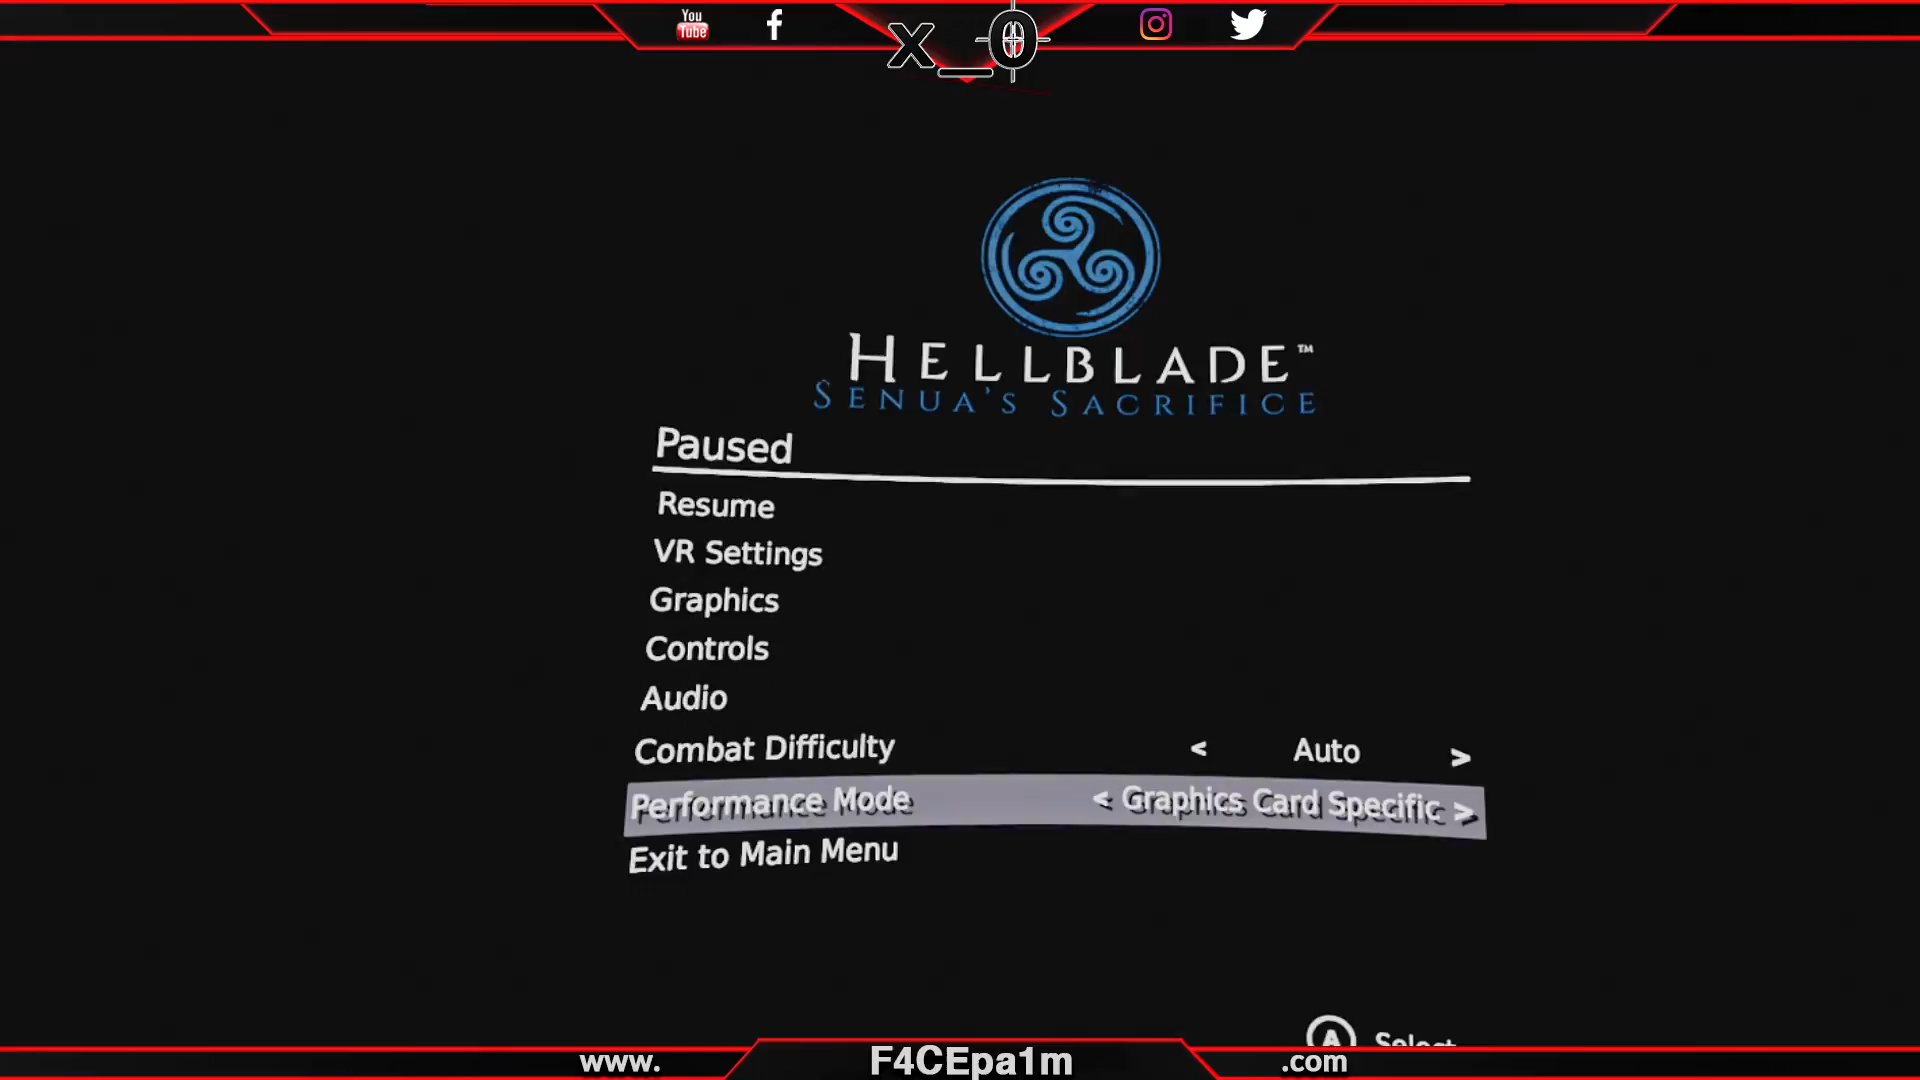 You
Tube
X_0
HELLBLADE™
SENUA'S SACRIFICE
Paused
Resume
VR Settings
Graphics
Controls
Audio
Combat Difficulty < Auto >
Performance Mode < Graphics Card Specific >
Exit to Main Menu
A Select
www. F4CEpa1m .com